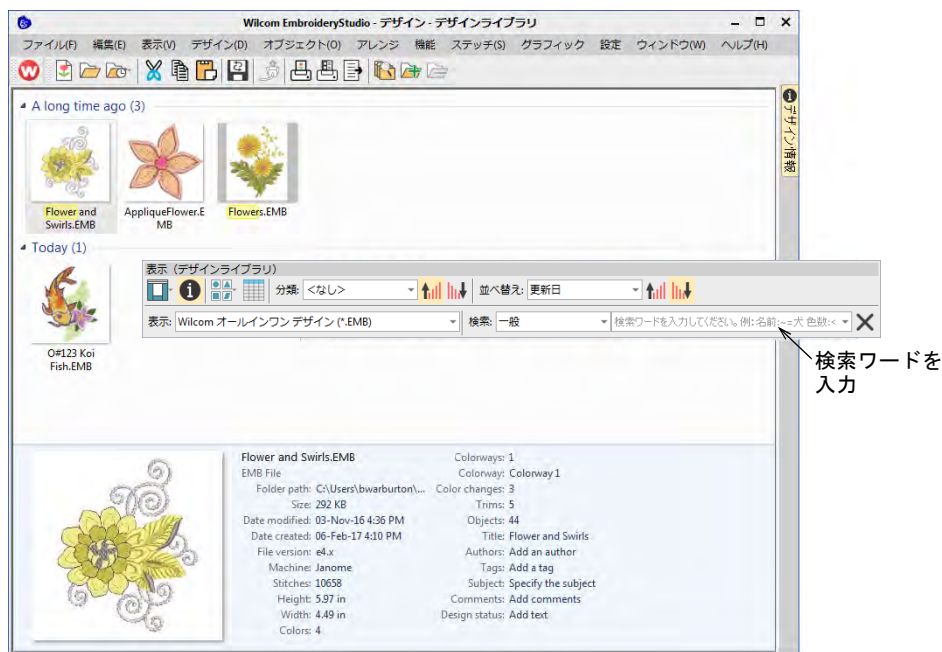 Wilcom EmbroideryStudio - デザイン - デザインライブラリ
ファイル(F) 編集(E) 表示(V) デザイン(D) オブジェクト(O) アレンジ 機能 ステッチ(S) グラフィック 設定 ウィンドウ(W) ヘルプ(H)
A long time ago (3)
Flower and
Swirls.EMB
AppliqueFlower.E
MB
Flowers.EMB
デザイン情報
Today (1)
O#123 Koi
Fish.EMB
表示（デザインライブラリ）
分類: <なし> 並べ替え: 更新日
表示: Wilcom オールインワン デザイン (*.EMB) 検索: 一般 検索ワードを入力してください。例：名前:~=犬 色数:<
検索ワードを
入力
Flower and Swirls.EMB
EMB File
Folder path: C:\Users\bwarburton\...
Size: 292 KB
Date modified: 03-Nov-16 4:36 PM
Date created: 06-Feb-17 4:10 PM
File version: e4.x
Machine: Janome
Stitches: 10658
Height: 5.97 in
Width: 4.49 in
Colors: 4
Colorways: 1
Colorway: Colorway 1
Color changes: 3
Trims: 5
Objects: 44
Title: Flower and Swirls
Authors: Add an author
Tags: Add a tag
Subject: Specify the subject
Comments: Add comments
Design status: Add text